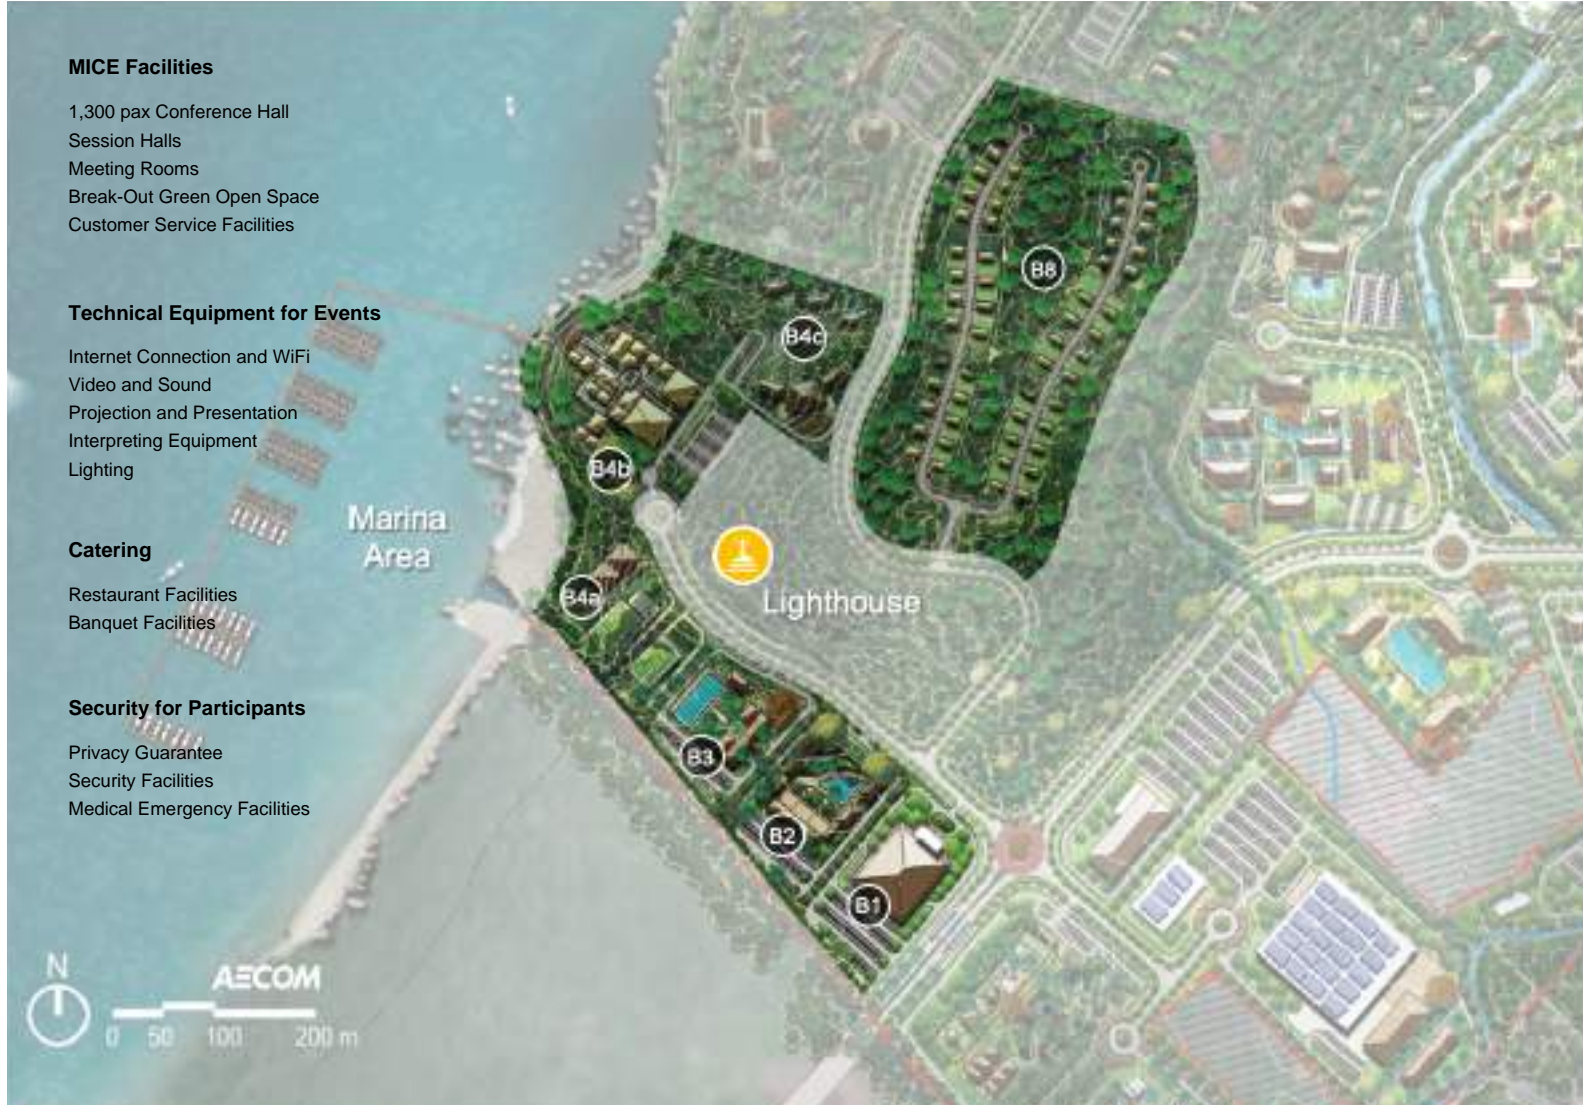 MICE Facilities
1,300 pax Conference Hall
Session Halls
Meeting Rooms
Break-Out Green Open Space
Customer Service Facilities
Technical Equipment for Events
Internet Connection and WiFi
Video and Sound
Projection and Presentation
Interpreting Equipment
Lighting
Catering
Restaurant Facilities
Banquet Facilities
Security for Participants
Privacy Guarantee
Security Facilities
Medical Emergency Facilities
Marina
Area
B8
B4c
B4b
B4a
Lighthouse
B3
B2
B1
N
AECOM
0 50 100 200 m